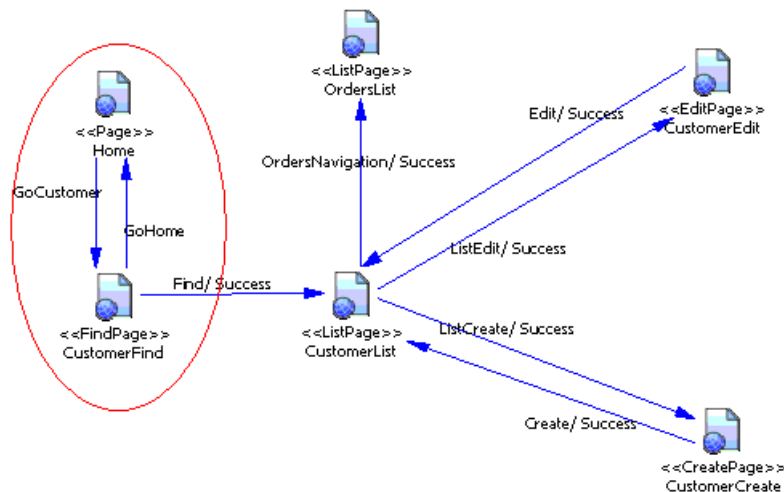 <<ListPage>>
OrdersList
<<Page>>
Home
<<EditPage>>
CustomerEdit
Edit/ Success
OrdersNavigation/ Success
GoCustomer
GoHome
ListEdit/ Success
Find/ Success
<<FindPage>>
CustomerFind
<<ListPage>>
CustomerList
ListCreate/ Success
Create/ Success
<<CreatePage>>
CustomerCreate